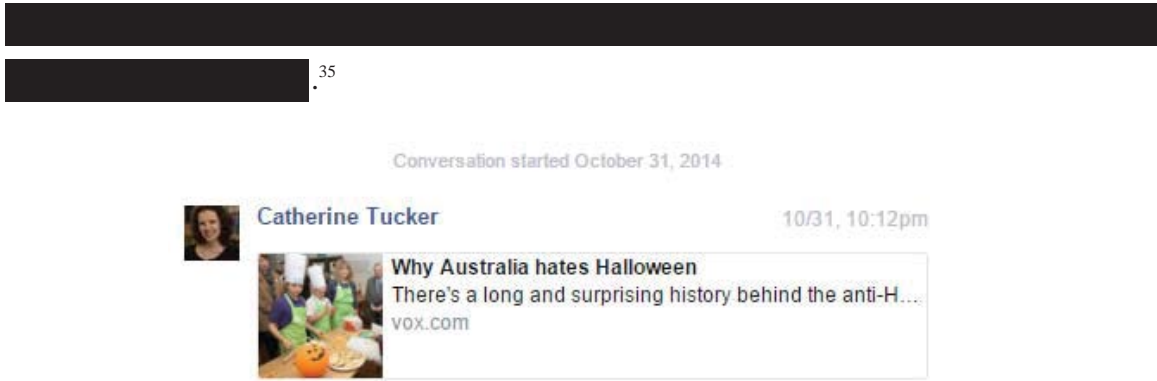 .35
Conversation started October 31, 2014
Catherine Tucker 10/31, 10:12pm
Why Australia hates Halloween
There's a long and surprising history behind the anti-H...
vox.com